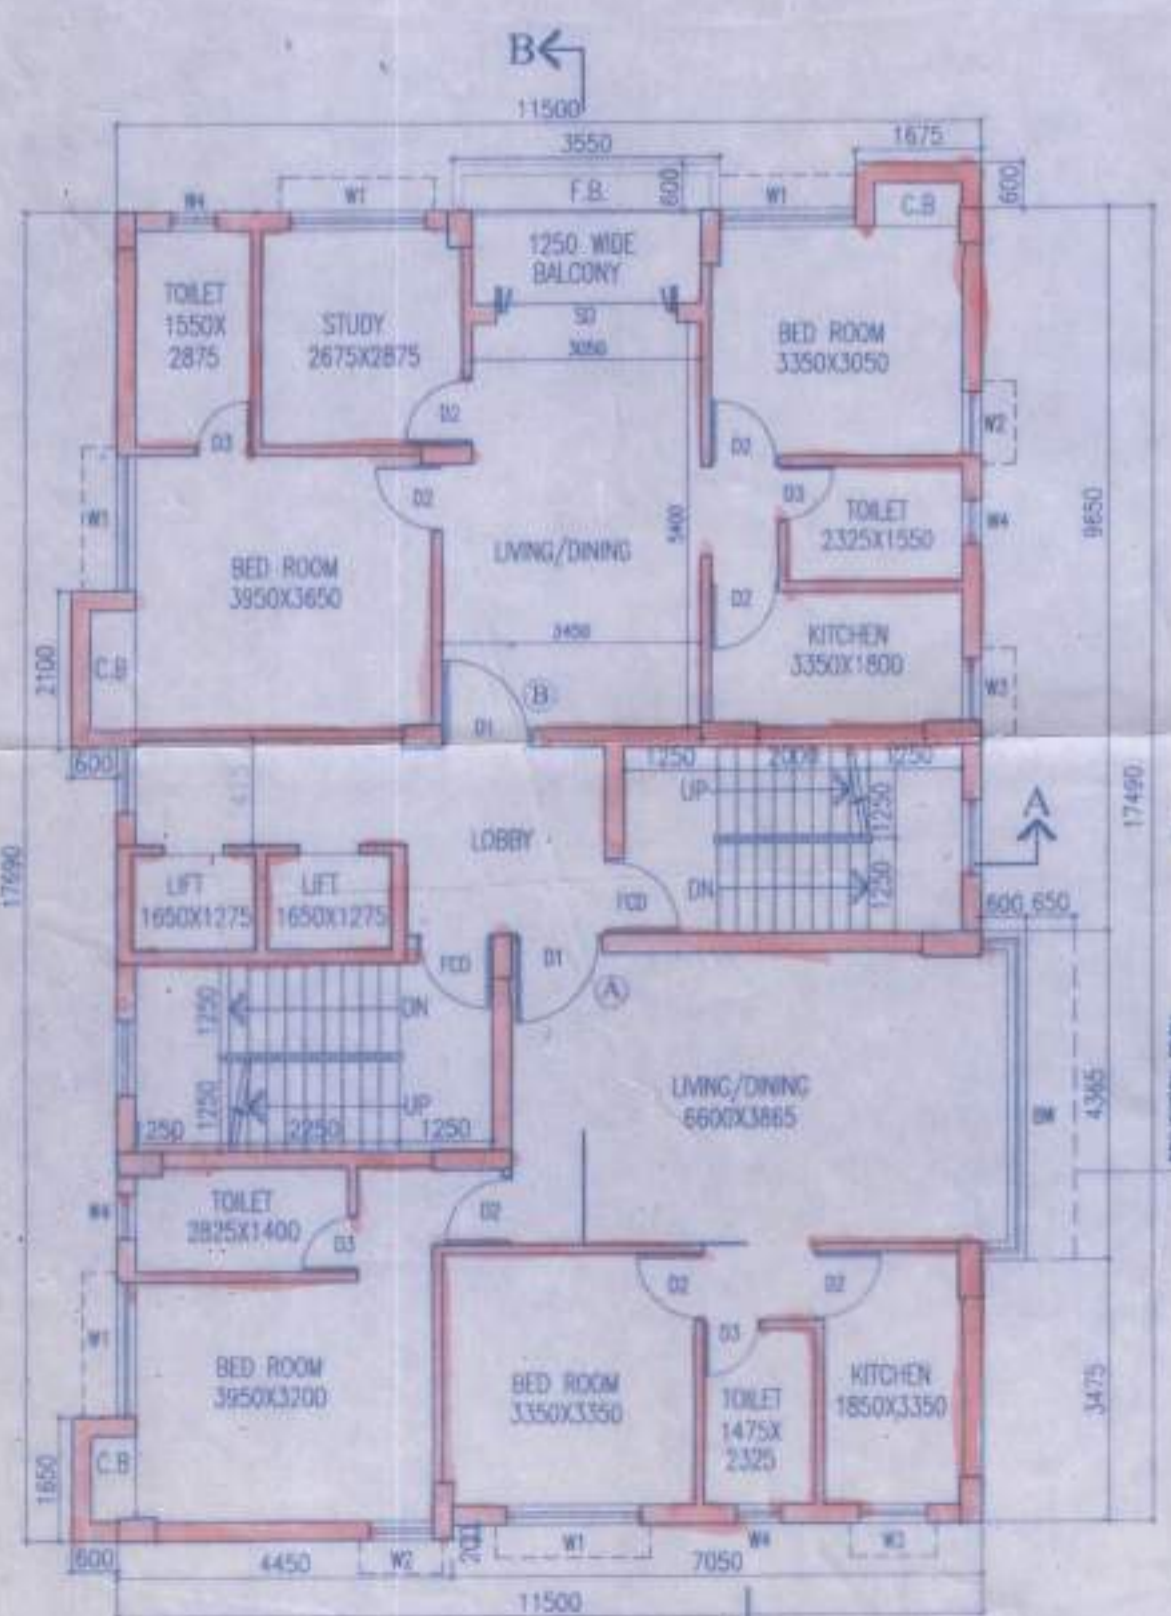 B
11500
3550
1675
600
600
W4
W1
F.B.
W1
C.B
1250 WIDE
BALCONY
TOILET
1550X
2875
STUDY
2675X2875
SD
3050
BED ROOM
3350X3050
D2
D3
D2
W2
D2
D3
W1
5400
TOILET
2325X1550
W4
9650
LIVING/DINING
BED ROOM
3950X3650
D2
3450
KITCHEN
3350X1800
2100
C.B
B
W3
D1
600
1250
2000
1250
UP
1250
17490
A
LOBBY
17690
LIFT
1650X1275
LIFT
1650X1275
DN
1250
FCD
600
650
FCD
D1
A
1250
DN
LIVING/DINING
6600X3865
4365
BW
1250
UP
1250
2250
1250
TOILET
2825X1400
W4
D2
D3
D2
D2
W1
D3
BED ROOM
3950X3200
BED ROOM
3350X3350
TOILET
1475X
2325
KITCHEN
1850X3350
3475
C.B
1650
600
4450
W2
200
W1
W4
7050
W3
11500